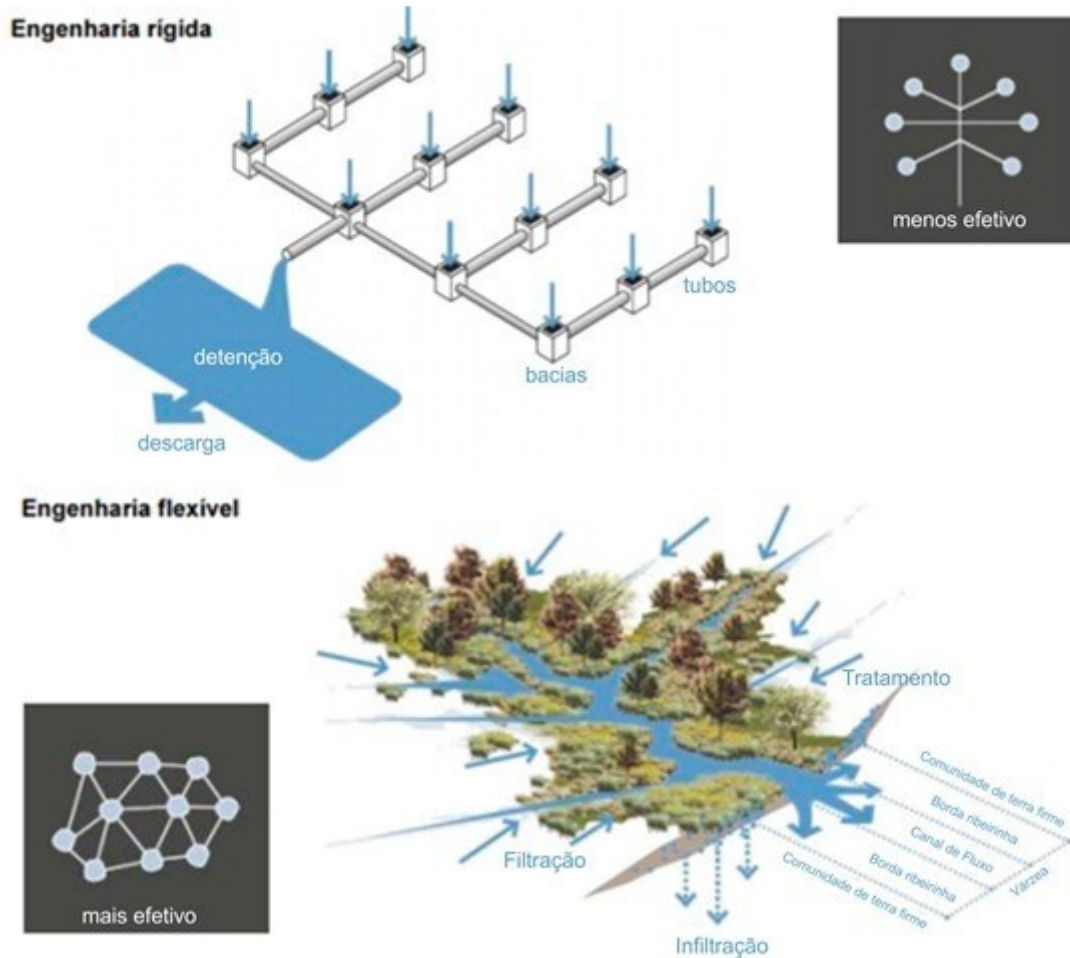 Engenharia rígida
menos efetivo
tubos
detenção
bacias
descarga
Engenharia flexível
Tratamento
Comunidade de terra firme
Borda ribeirinha
Canal de Fluxo
Borda ribeirinha
Várzea
Comunidade de terra firme
Filtração
mais efetivo
Infiltração